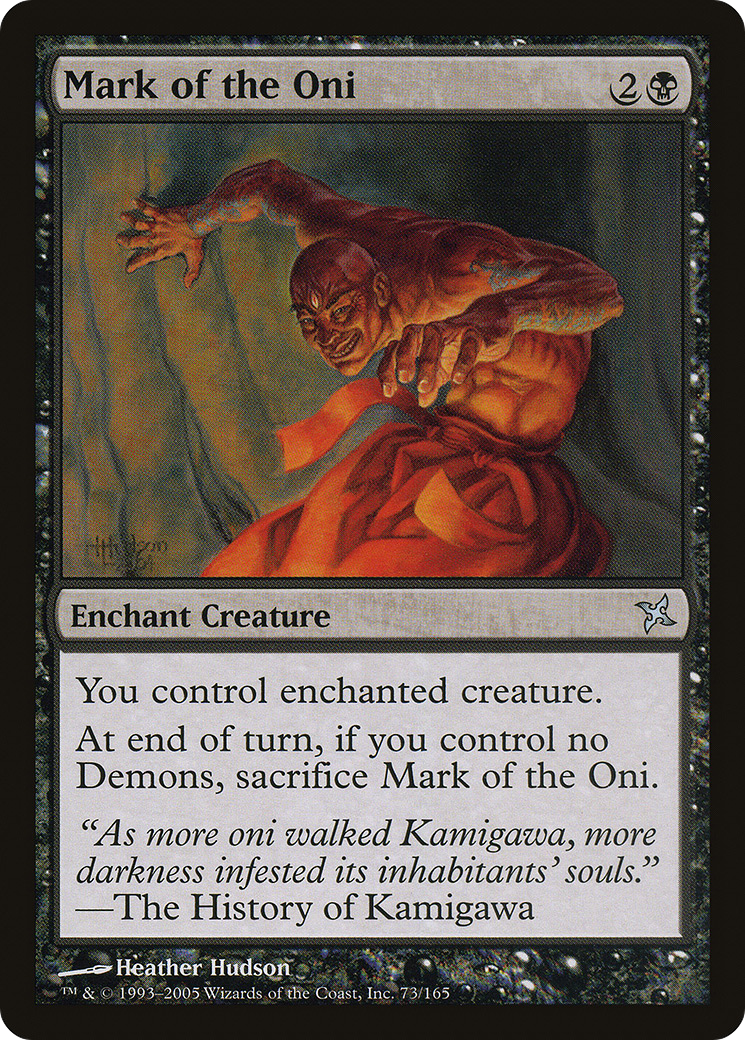 Mark of the Oni 2
HHudson
Enchant Creature
You control enchanted creature.
At end of turn, if you control no
Demons, sacrifice Mark of the Oni.
“As more oni walked Kamigawa, more
darkness infested its inhabitants’ souls.”
—The History of Kamigawa
Heather Hudson
™ & © 1993–2005 Wizards of the Coast, Inc. 73/165